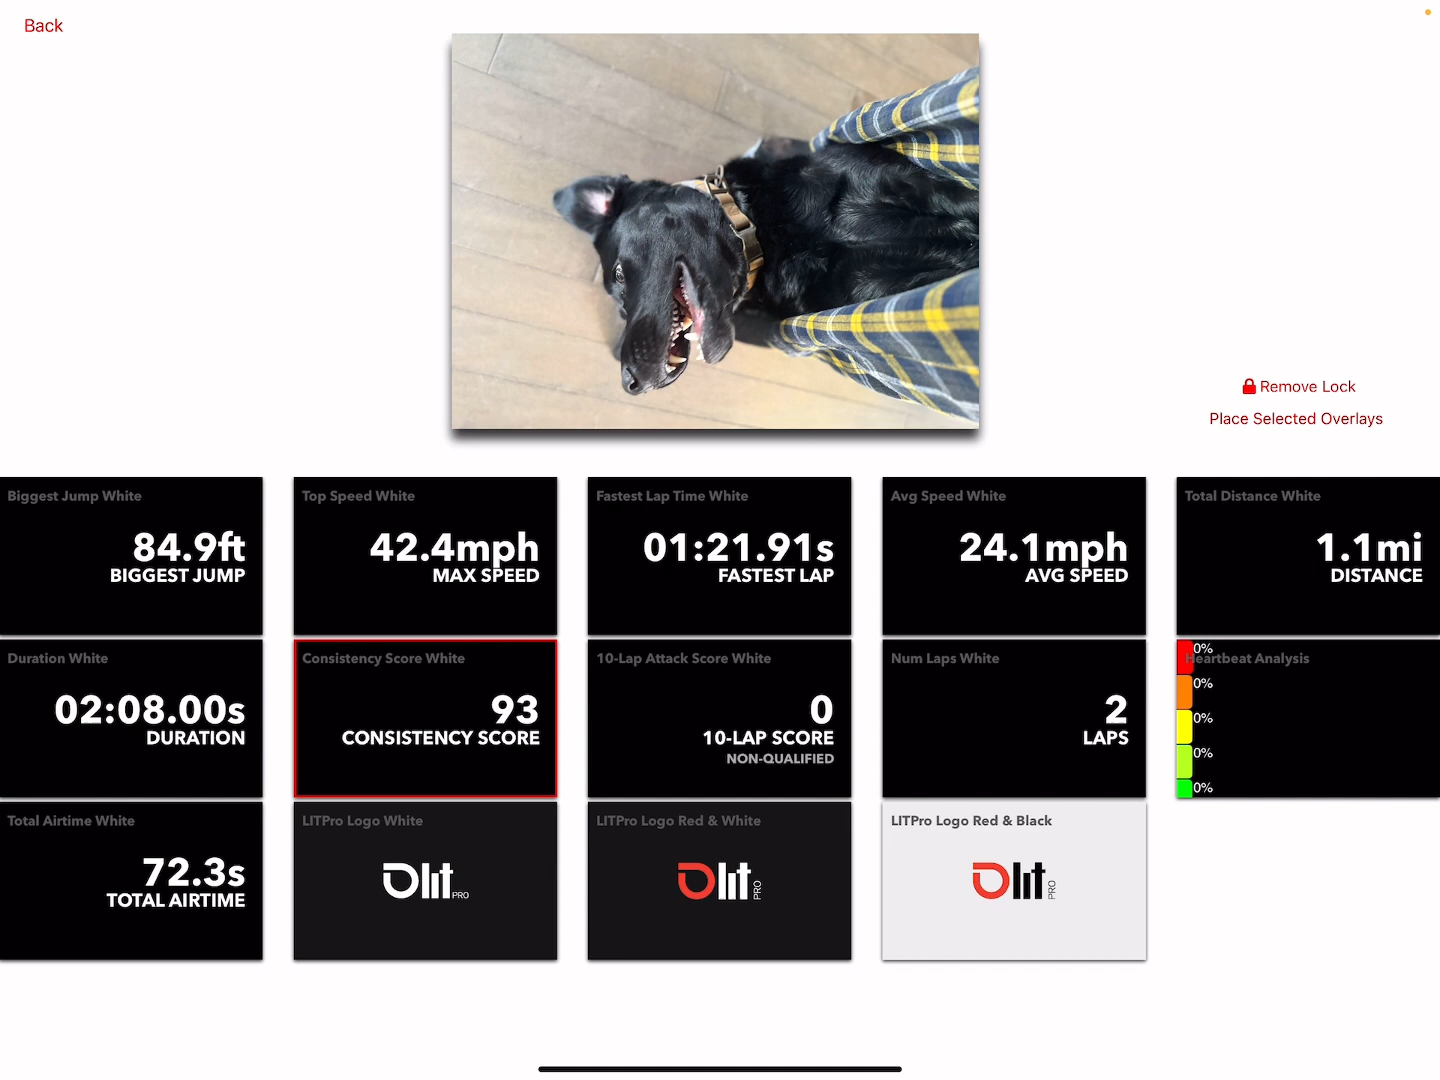 Back
Remove Lock
Place Selected Overlays
Biggest Jump White
84.9ft
BIGGEST JUMP
Top Speed White
42.4mph
MAX SPEED
Fastest Lap Time White
01:21.91s
FASTEST LAP
Avg Speed White
24.1mph
AVG SPEED
Total Distance White
1.1mi
DISTANCE
Duration White
02:08.00s
DURATION
Consistency Score White
93
CONSISTENCY SCORE
10-Lap Attack Score White
0
10-LAP SCORE
NON-QUALIFIED
Num Laps White
2
LAPS
0%
Heartbeat Analysis
0%
0%
0%
0%
Total Airtime White
72.3s
TOTAL AIRTIME
LITPro Logo White
lit PRO
LITPro Logo Red & White
lit PRO
LITPro Logo Red & Black
lit PRO